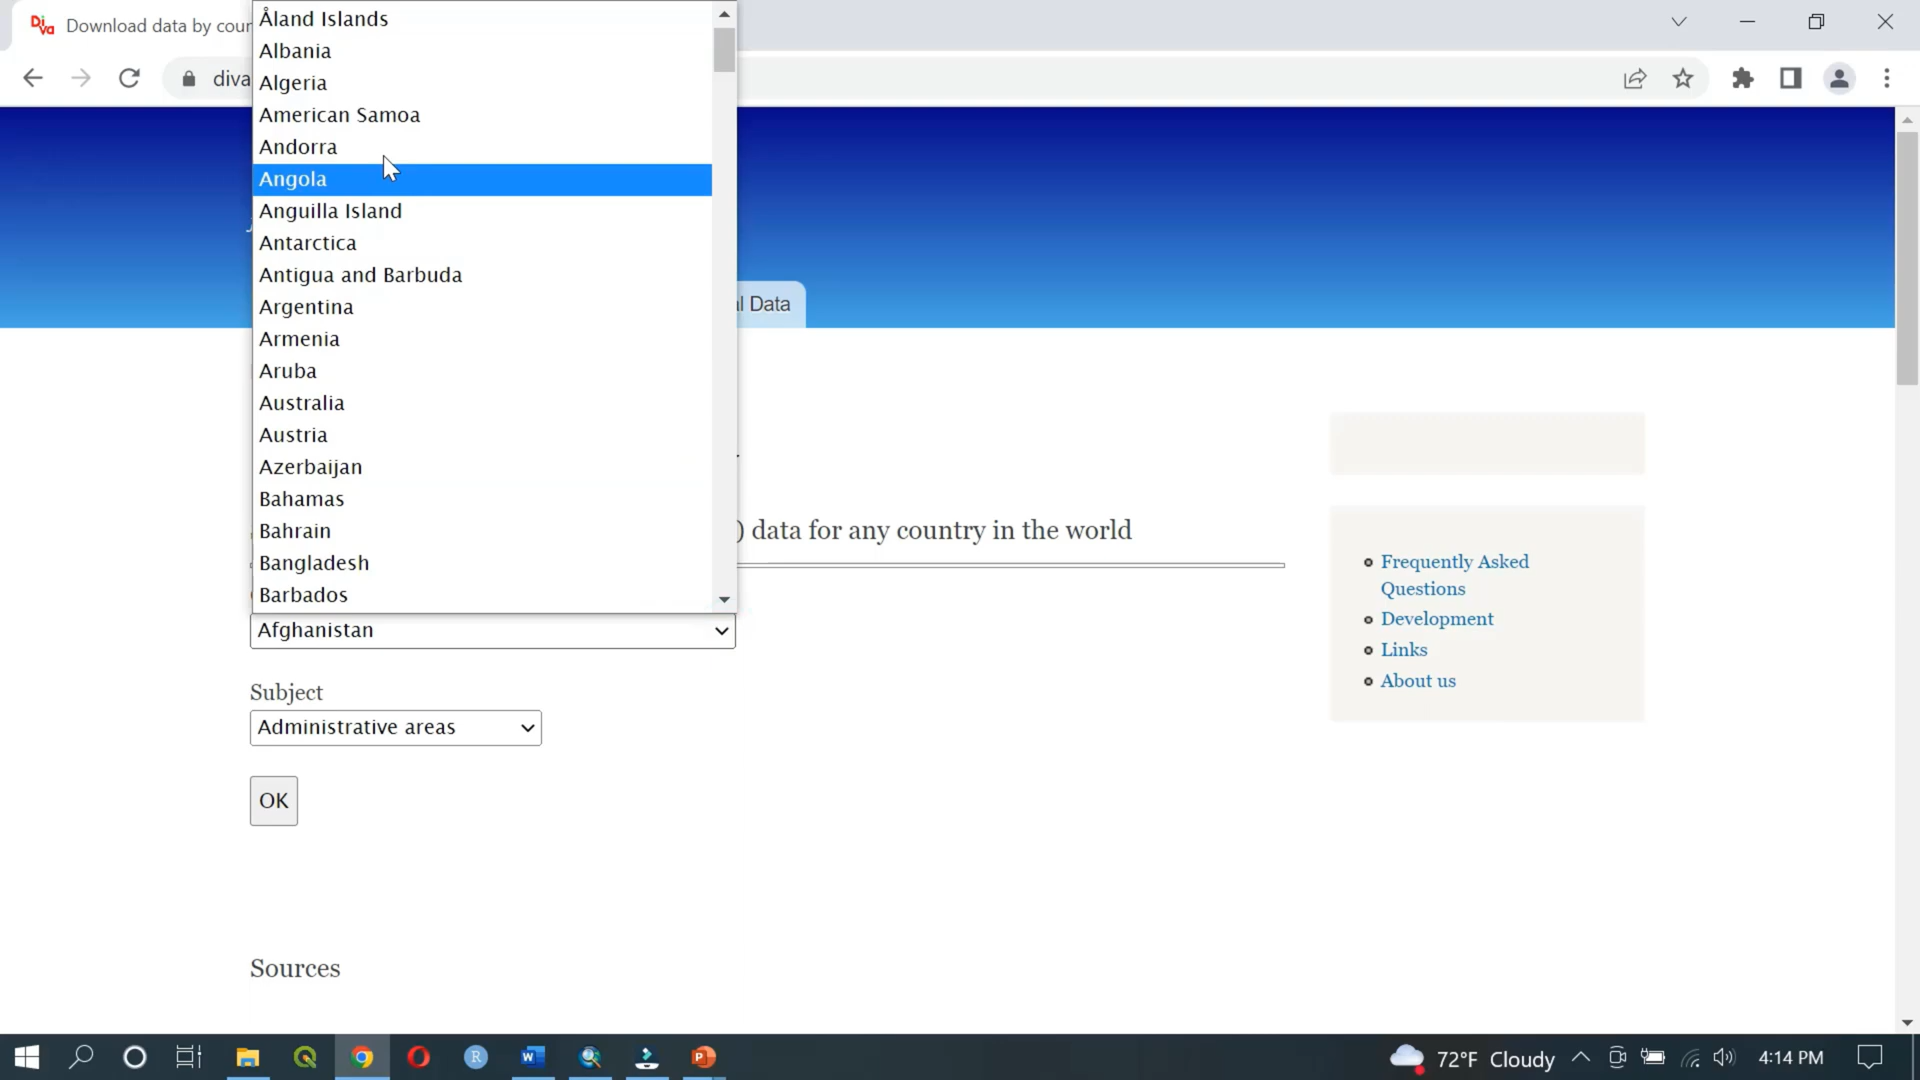 Download data by coun
diva
Åland Islands
Albania
Algeria
American Samoa
Andorra
Angola
Anguilla Island
Antarctica
Antigua and Barbuda
Argentina
Armenia
Aruba
Australia
Austria
Azerbaijan
Bahamas
Bahrain
Bangladesh
Barbados
l Data
) data for any country in the world
Afghanistan
Subject
Administrative areas
OK
Sources
Frequently Asked
Questions
Development
Links
About us
72°F Cloudy
4:14 PM